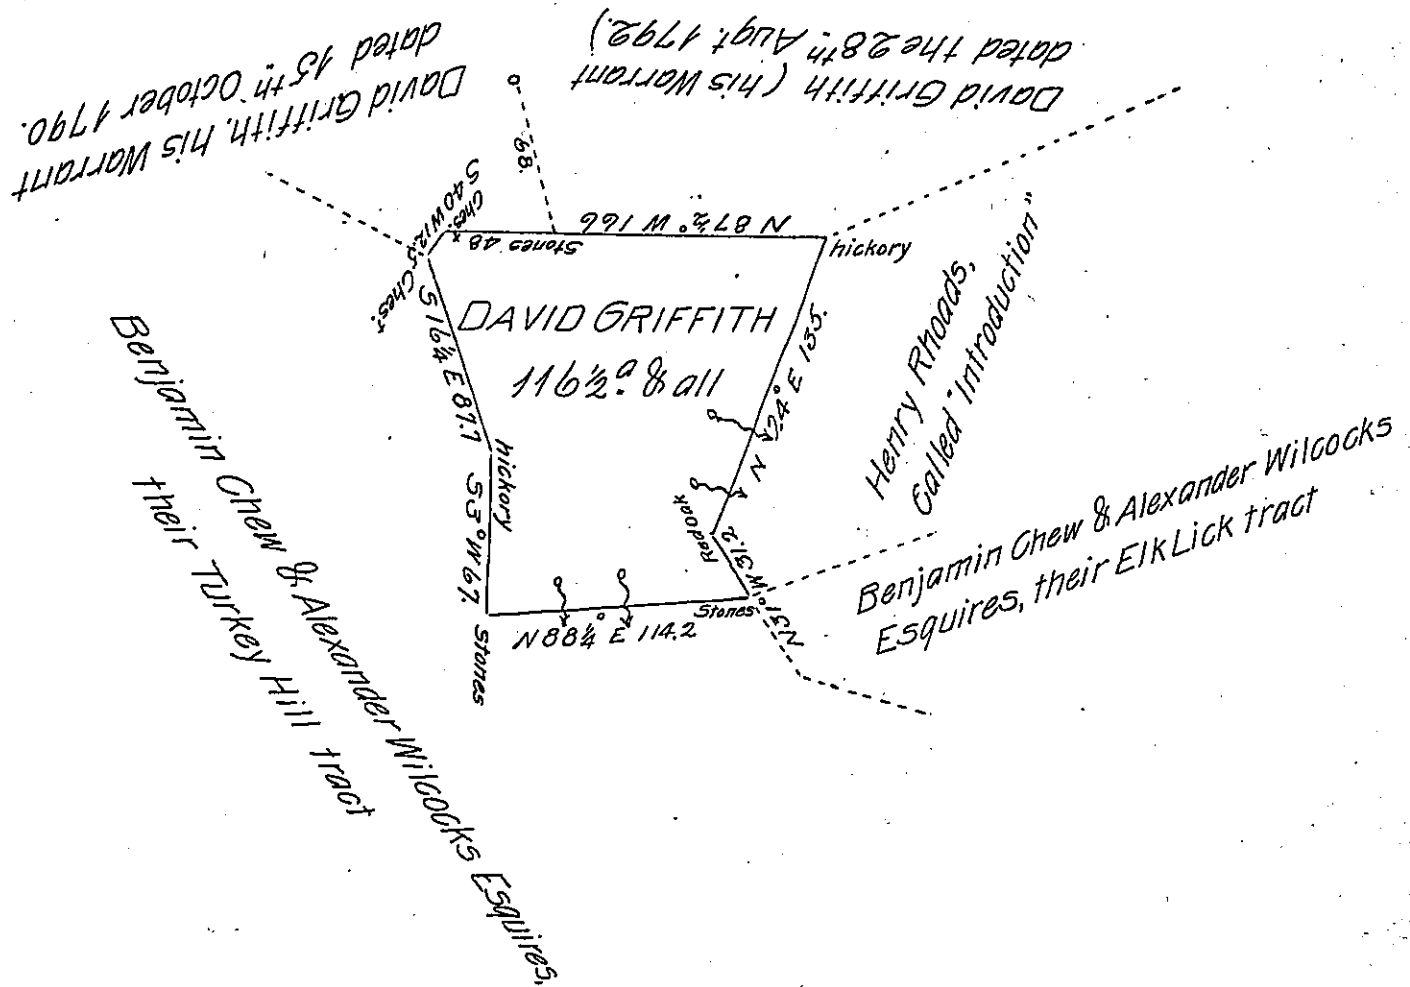 David Griffith, his Warrant
dated 15th October 1790.
David Griffith (his Warrant
dated the 28th Augt. 1792.)
68.
S 40 W 12.5
Ches.t
Ches.t
Stones 48
N 87½° W 166
hickory
DAVID GRIFFITH
116½ a. & all
S 16¼ E 87.7
N 24° E 135.
Henry Rhoads,
Called "Introduction"
hickory
S 3° W 67.
Redoak
N 31° W 31.2
Stones
N 88¼° E 114.2
Stones
Benjamin Chew & Alexander Wilcocks
Esquires, their Elk Lick tract
Benjamin Chew & Alexander Wilcocks Esquires,
their Turkey Hill tract